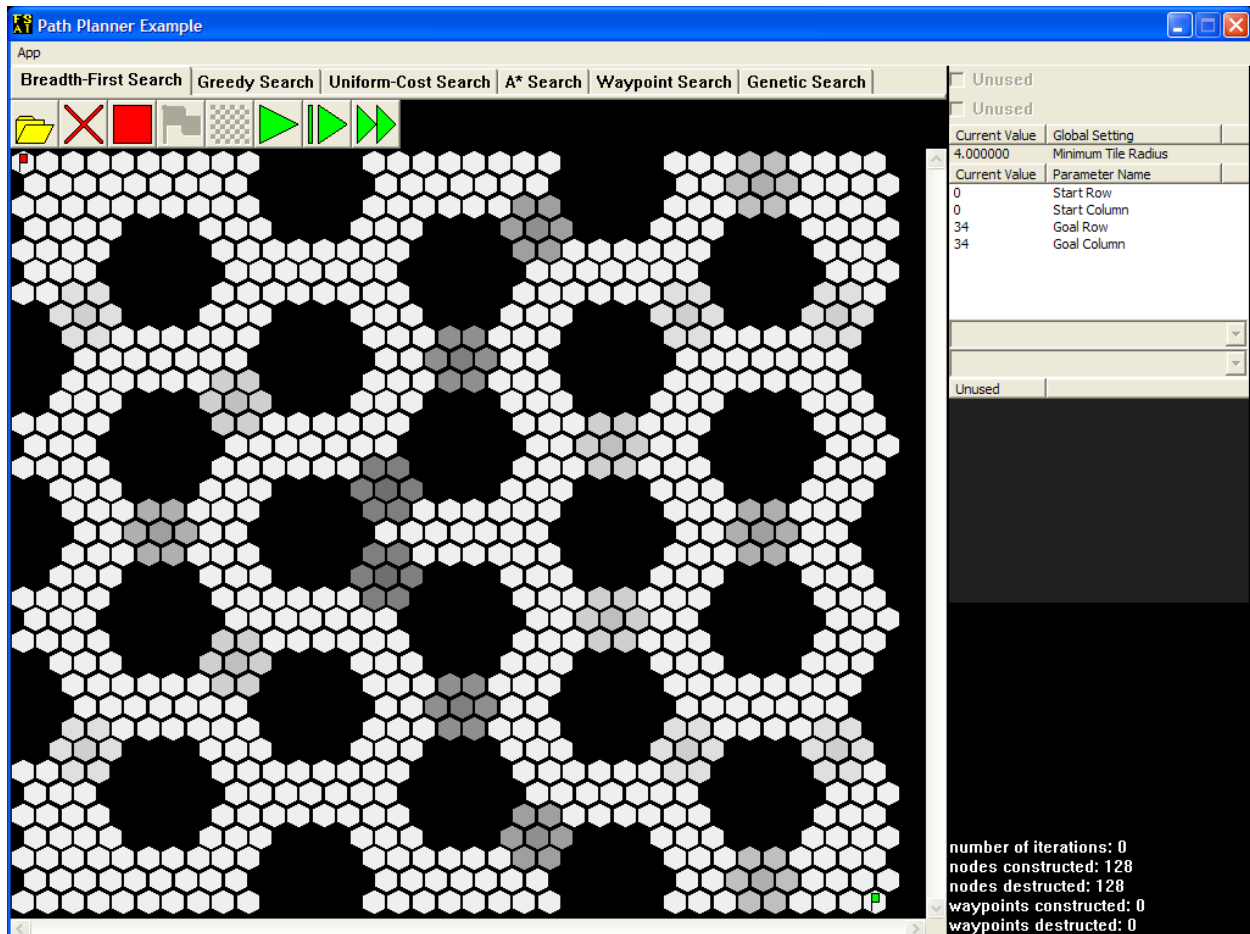 FS
AI
Path Planner Example
App
Breadth-First Search Greedy Search Uniform-Cost Search A* Search Waypoint Search Genetic Search
Unused
Unused
Current Value Global Setting
4.000000 Minimum Tile Radius
Current Value Parameter Name
0 Start Row
0 Start Column
34 Goal Row
34 Goal Column
Unused
number of iterations: 0
nodes constructed: 128
nodes destructed: 128
waypoints constructed: 0
waypoints destructed: 0